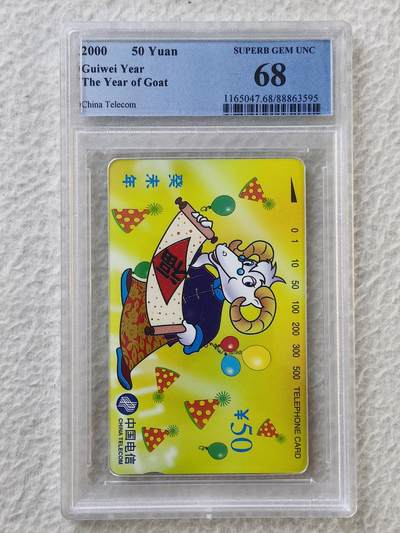 2000 50 Yuan
Guiwei Year
The Year of Goat
China Telecom
SUPERB GEM UNC
68
1165047.68/88863595
癸未年
福
0 1 10 50 100 200 300 500 TELEPHONE CARD
¥50
中国电信
CHINA TELECOM